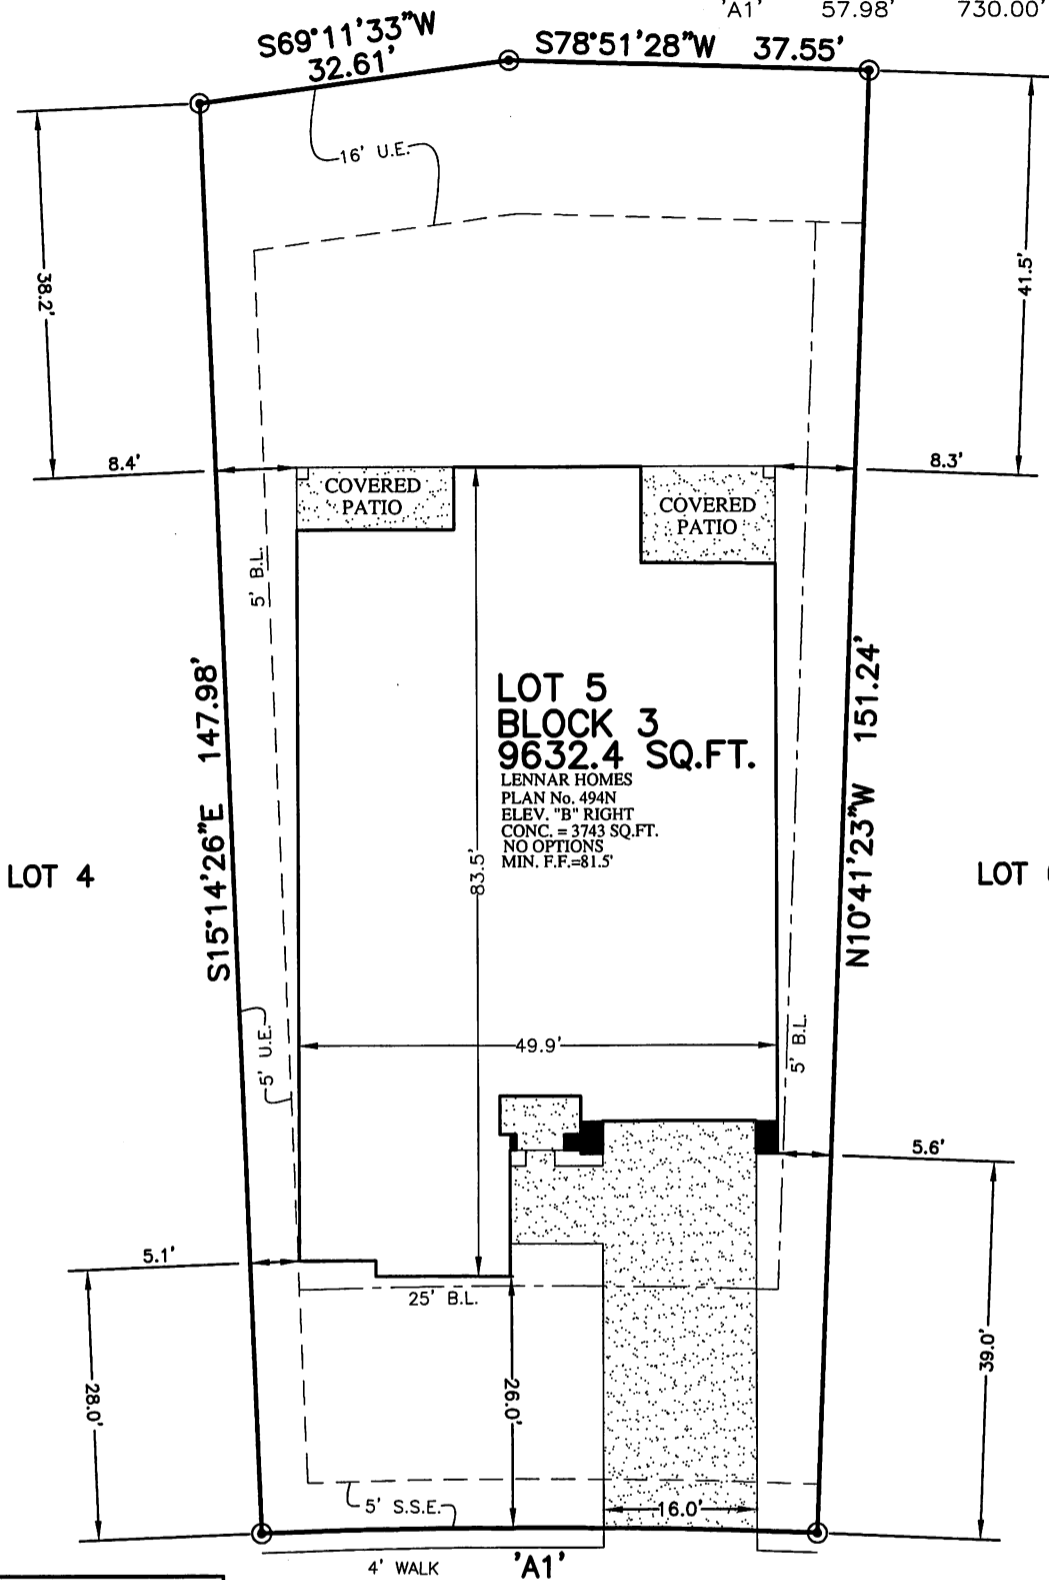 'A1' 57.98' 730.00'
S69°11'33"W
32.61'
S78°51'28"W 37.55'
16' U.E.
38.2'
41.5'
8.4'
8.3'
COVERED
PATIO
COVERED
PATIO
5' B.L.
S15°14'26"E 147.98'
N10°41'23"W 151.24'
LOT 5
BLOCK 3
9632.4 SQ.FT.
LENNAR HOMES
PLAN No. 494N
ELEV. "B" RIGHT
CONC. = 3743 SQ.FT.
NO OPTIONS
MIN. F.F.=81.5'
83.5'
LOT 4
LOT
5' U.E.
49.9'
5' B.L.
5.6'
5.1'
25' B.L.
28.0'
26.0'
39.0'
5' S.S.E.
16.0'
4' WALK
'A1'